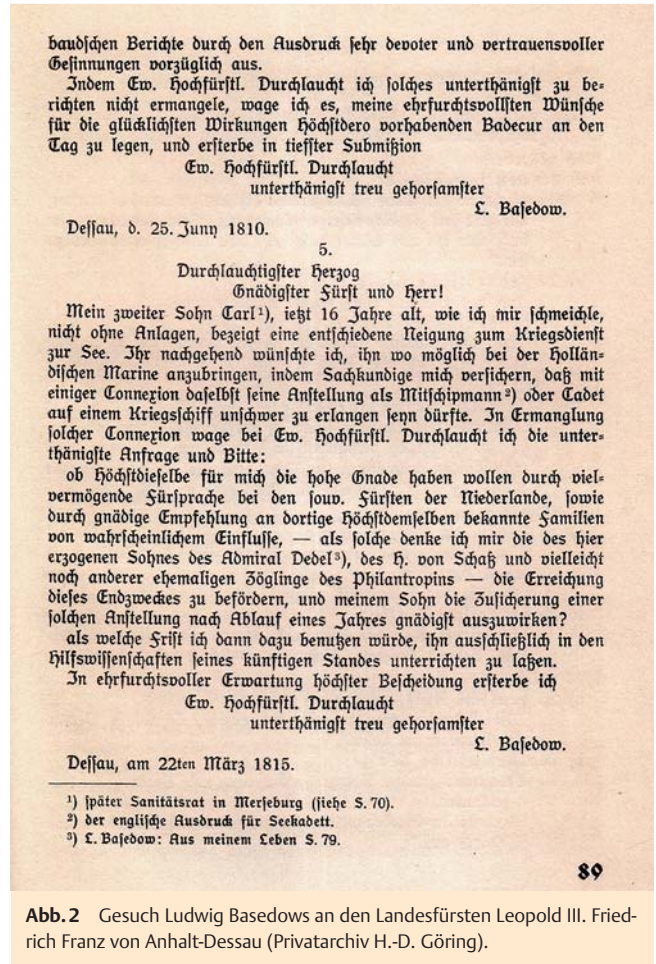 baudschen Berichte durch den Ausdruck sehr devoter und vertrauensvoller
Gesinnungen vorzüglich aus.
Indem Ew. Hochfürstl. Durchlaucht ich solches unterthänigst zu be=
richten nicht ermangele, wage ich es, meine ehrfurchtsvollsten Wünsche
für die glücklichsten Wirkungen Höchstdero vorhabenden Badecur an den
Tag zu legen, und ersterbe in tiefster Submißion
Ew. Hochfürstl. Durchlaucht
unterthänigst treu gehorsamster
L. Basedow.
Dessau, d. 25. Juny 1810.
5.
Durchlauchtigster Herzog
Gnädigster Fürst und Herr!
Mein zweiter Sohn Carl¹), ietzt 16 Jahre alt, wie ich mir schmeichle,
nicht ohne Anlagen, bezeigt eine entschiedene Neigung zum Kriegsdienst
zur See. Ihr nachgehend wünschte ich, ihn wo möglich bei der Hollän=
dischen Marine anzubringen, indem Sachkundige mich versichern, daß mit
einiger Connexion daselbst seine Anstellung als Mitschipmann²) oder Cadet
auf einem Kriegsschiff unschwer zu erlangen seyn dürfte. In Ermanglung
solcher Connexion wage bei Ew. Hochfürstl. Durchlaucht ich die unter=
thänigste Anfrage und Bitte:
ob Höchstdieselbe für mich die hohe Gnade haben wollen durch viel=
vermögende Fürsprache bei den souv. Fürsten der Niederlande, sowie
durch gnädige Empfehlung an dortige Höchstdemselben bekannte Familien
von wahrscheinlichem Einflusse, — als solche denke ich mir die des hier
erzogenen Sohnes des Admiral Dedel³), des H. von Schatz und vielleicht
noch anderer ehemaligen Zöglinge des Philantropins — die Erreichung
dieses Endzweckes zu befördern, und meinem Sohn die Zusicherung einer
solchen Anstellung nach Ablauf eines Jahres gnädigst auszuwirken?
als welche Frist ich dann dazu benutzen würde, ihn ausschließlich in den
Hilfswissenschaften seines künftigen Standes unterrichten zu laßen.
In ehrfurchtsvoller Erwartung höchster Bescheidung ersterbe ich
Ew. Hochfürstl. Durchlaucht
unterthänigst treu gehorsamster
L. Basedow.
Dessau, am 22ten März 1815.
¹) später Sanitätsrat in Merseburg (siehe S. 70).
²) der englische Ausdruck für Seekadett.
³) L. Basedow: Aus meinem Leben S. 79.
89
Abb. 2 Gesuch Ludwig Basedows an den Landesfürsten Leopold III. Fried-
rich Franz von Anhalt-Dessau (Privatarchiv H.-D. Göring).